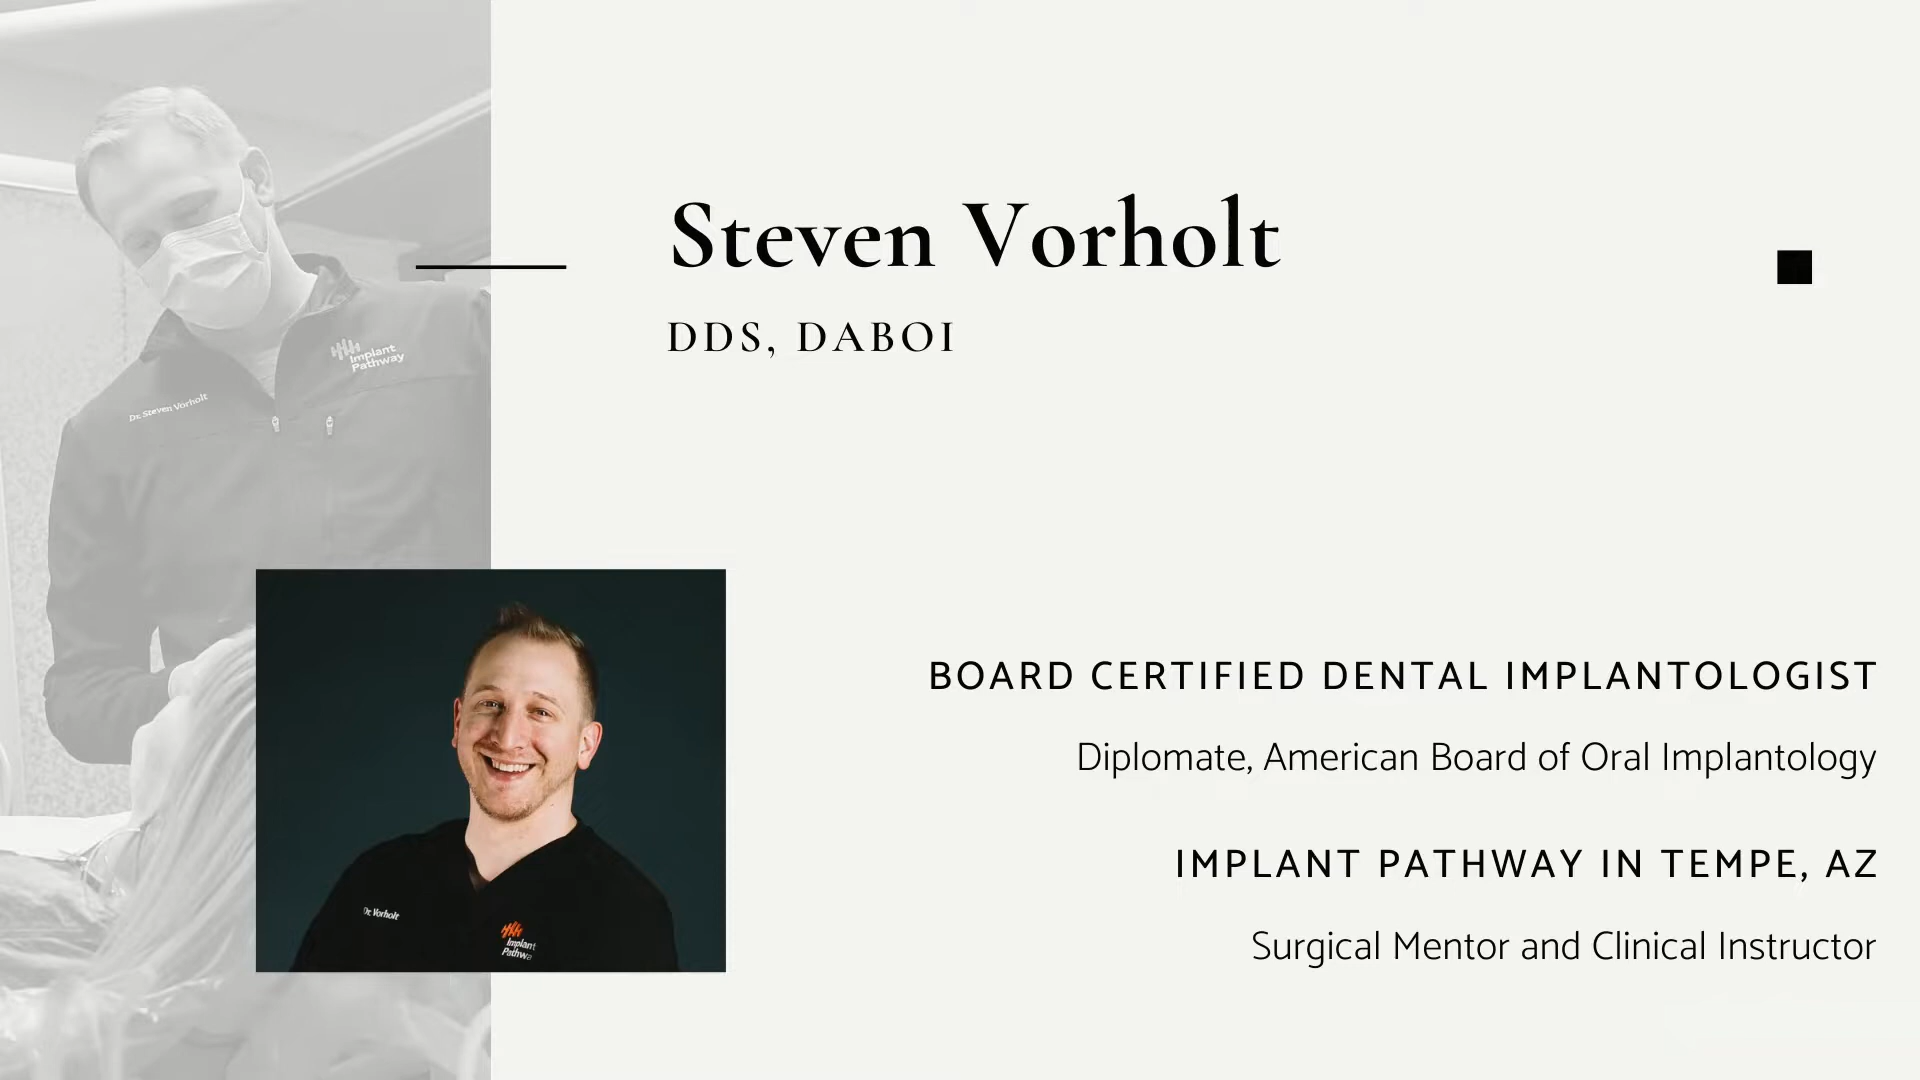 Steven Vorholt
DDS, DABOI
Implant
Pathway
Dr. Steven Vorholt
BOARD CERTIFIED DENTAL IMPLANTOLOGIST
Diplomate, American Board of Oral Implantology
IMPLANT PATHWAY IN TEMPE, AZ
Surgical Mentor and Clinical Instructor
Dr. Vorholt
Implant
Pathwa